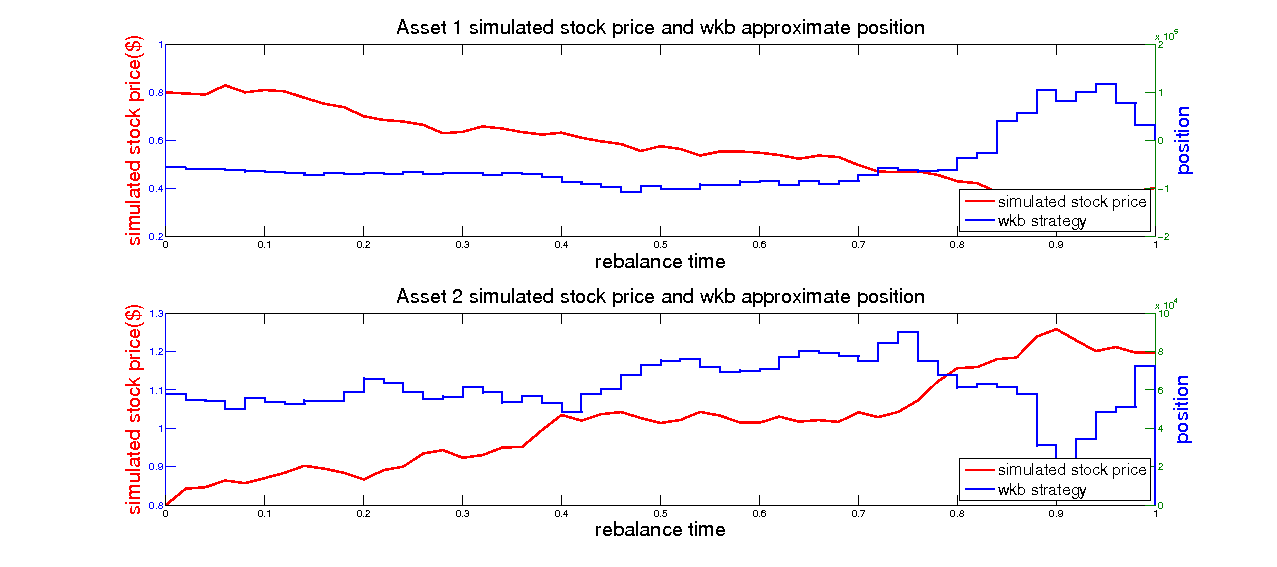 Asset 1 simulated stock price and wkb approximate position
x 10^5
1
0.8
0.6
0.4
0.2
simulated stock price($)
2
1
0
−1
−2
position
simulated stock price
wkb strategy
0 0.1 0.2 0.3 0.4 0.5 0.6 0.7 0.8 0.9 1
rebalance time
Asset 2 simulated stock price and wkb approximate position
x 10^4
1.3
1.2
1.1
1
0.9
0.8
simulated stock price($)
10
8
6
4
2
0
position
simulated stock price
wkb strategy
0 0.1 0.2 0.3 0.4 0.5 0.6 0.7 0.8 0.9 1
rebalance time